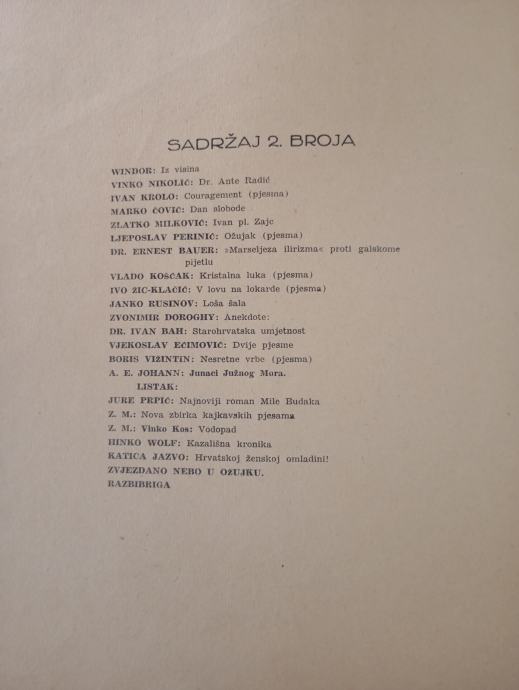 SADRŽAJ 2. BROJA
WINDOR: Iz visina
VINKO NIKOLIĆ: Dr. Ante Radić
IVAN KROLO: Couragement (pjesma)
MARKO ČOVIĆ: Dan slobode
ZLATKO MILKOVIĆ: Ivan pl. Zajc
LJEPOSLAV PERINIĆ: Ožujak (pjesma)
DR. ERNEST BAUER: »Marseljeza ilirizma« proti galskome
pijetlu
VLADO KOŠĆAK: Kristalna luka (pjesma)
IVO ŽIC-KLAČIĆ: V lovu na lokarde (pjesma)
JANKO RUSINOV: Loša šala
ZVONIMIR DOROGHY: Anekdote:
DR. IVAN BAH: Starohrvatska umjetnost
VJEKOSLAV EĆIMOVIĆ: Dvije pjesme
BORIS VIŽINTIN: Nesretne vrbe (pjesma)
A. E. JOHANN: Junaci Južnog Mora.
LISTAK:
JURE PRPIĆ: Najnoviji roman Mile Budaka
Z. M.: Nova zbirka kajkavskih pjesama
Z. M.: Vinko Kos: Vodopad
HINKO WOLF: Kazališna kronika
KATICA JAZVO: Hrvatskoj ženskoj omladini!
ZVJEZDANO NEBO U OŽUJKU.
RAZBIBRIGA